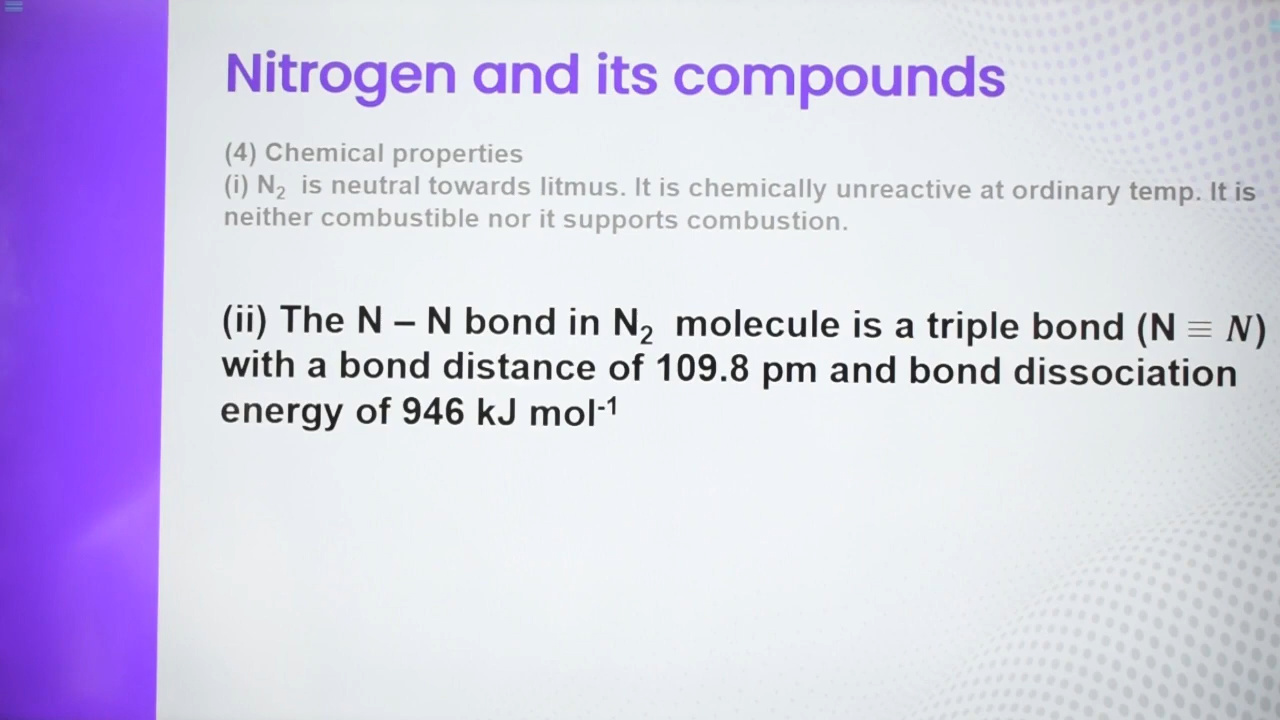 Nitrogen and its compounds
(4) Chemical properties
(i) N₂ is neutral towards litmus. It is chemically unreactive at ordinary temp. It is
neither combustible nor it supports combustion.
(ii) The N – N bond in N₂ molecule is a triple bond (N ≡ N)
with a bond distance of 109.8 pm and bond dissociation
energy of 946 kJ mol⁻¹